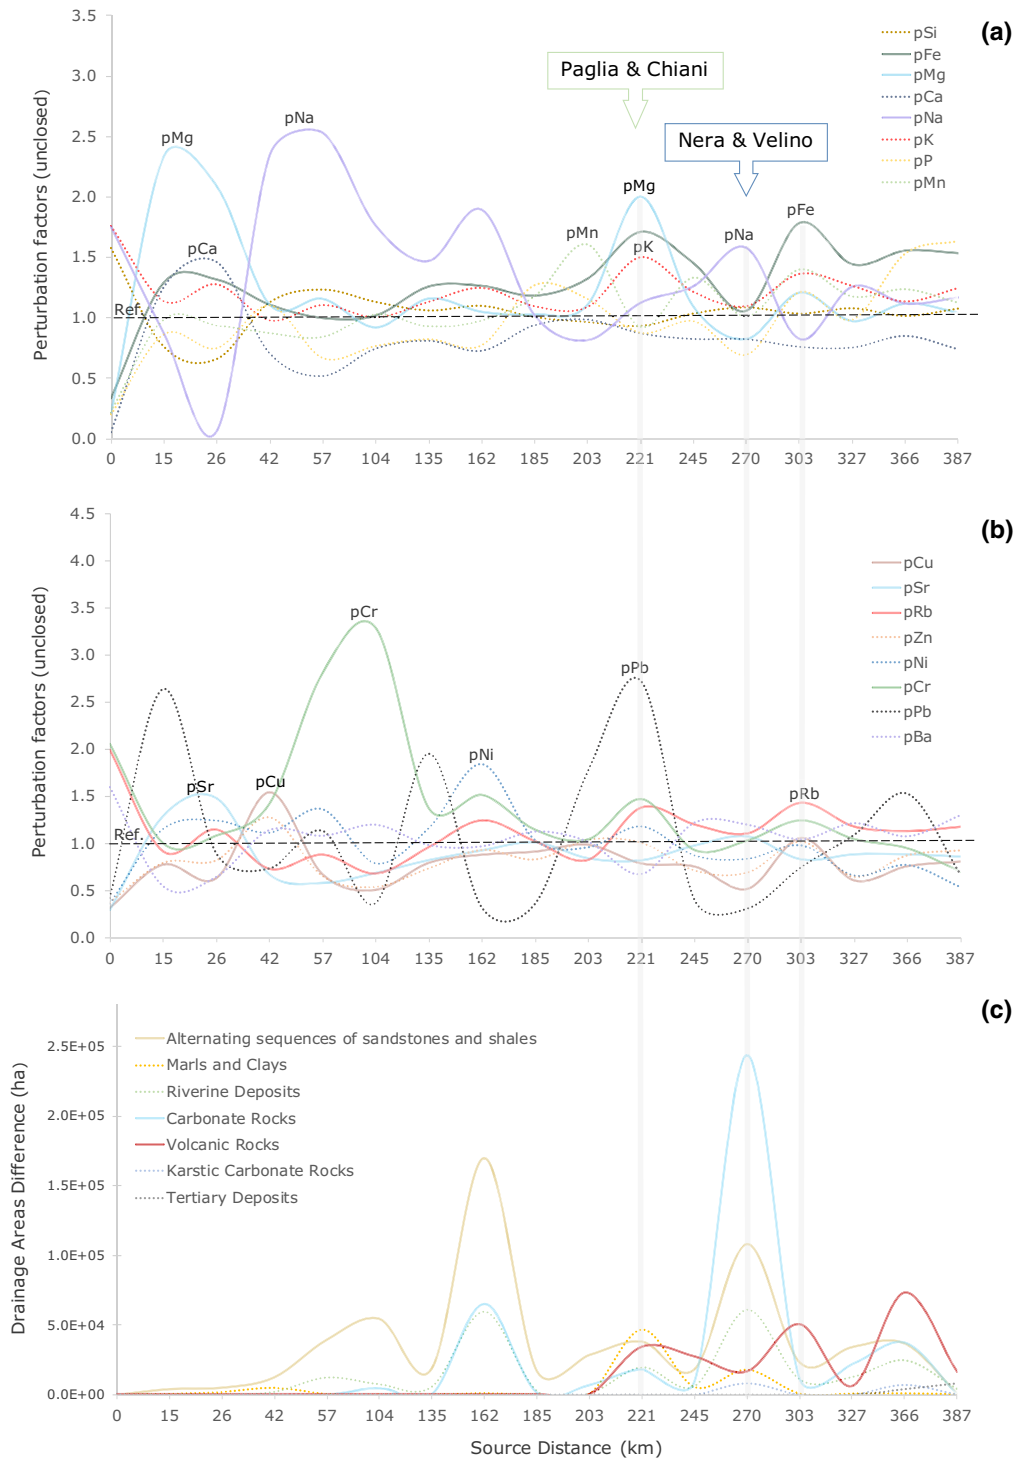 (a)
Perturbation factors (unclosed)
3.5
3.0
2.5
2.0
1.5
1.0
0.5
0.0
pSi
pFe
pMg
pCa
pNa
pK
pP
pMn
Paglia & Chiani
Nera & Velino
pMg
pNa
pCa
pMn
pMg
pK
pNa
pFe
Ref
0 15 26 42 57 104 135 162 185 203 221 245 270 303 327 366 387
(b)
Perturbation factors (unclosed)
4.5
4.0
3.5
3.0
2.5
2.0
1.5
1.0
0.5
0.0
pCu
pSr
pRb
pZn
pNi
pCr
pPb
pBa
pCr
pPb
pNi
pSr
pCu
pRb
Ref
0 15 26 42 57 104 135 162 185 203 221 245 270 303 327 366 387
(c)
Drainage Areas Difference (ha)
2.5E+05
2.0E+05
1.5E+05
1.0E+05
5.0E+04
0.0E+00
Alternating sequences of sandstones and shales
Marls and Clays
Riverine Deposits
Carbonate Rocks
Volcanic Rocks
Karstic Carbonate Rocks
Tertiary Deposits
0 15 26 42 57 104 135 162 185 203 221 245 270 303 327 366 387
Source Distance (km)